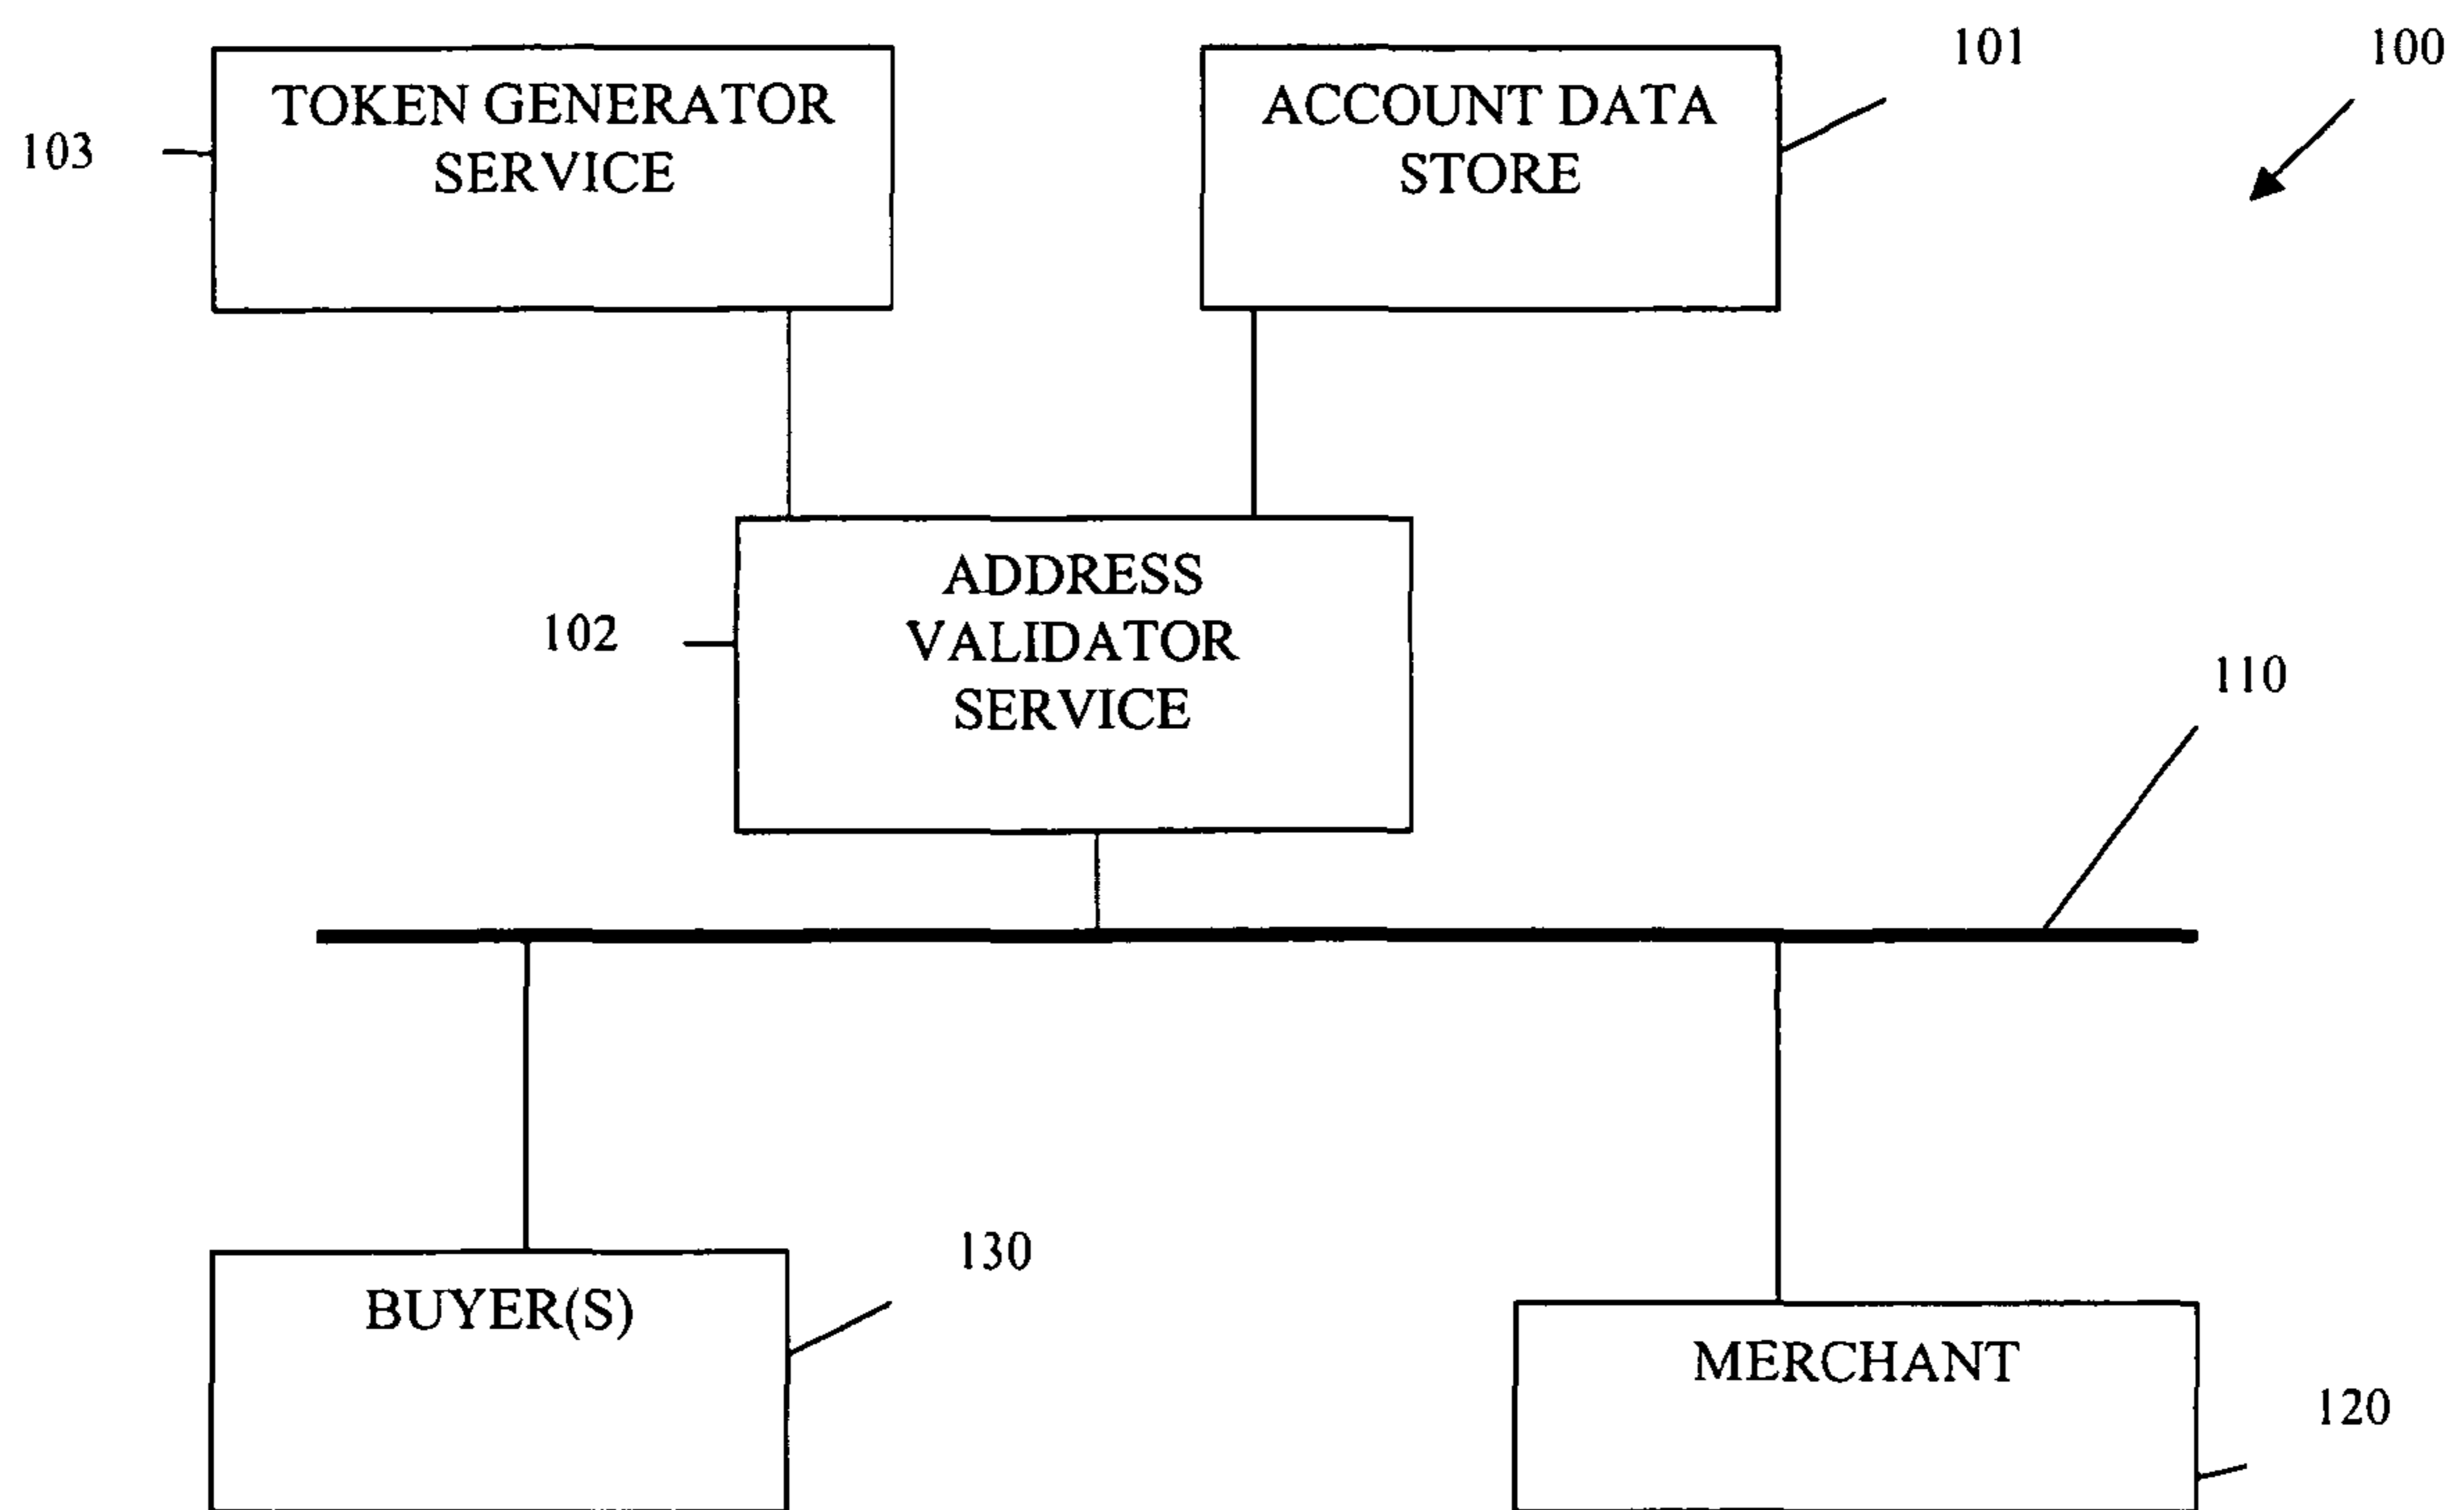 101
100
TOKEN GENERATOR
SERVICE
103
ACCOUNT DATA
STORE
ADDRESS
VALIDATOR
SERVICE
102
110
BUYER(S)
130
MERCHANT
120